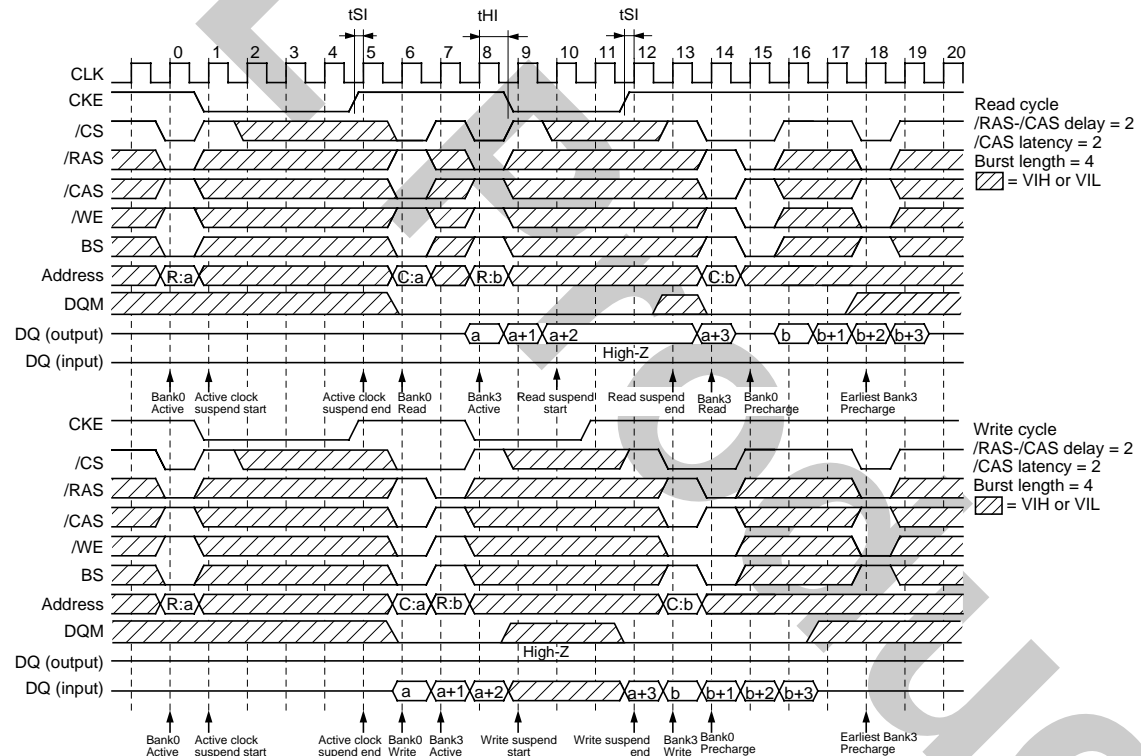 tSI tHI tSI
0 1 2 3 4 5 6 7 8 9 10 11 12 13 14 15 16 17 18 19 20
CLK
CKE
/CS
/RAS
/CAS
/WE
BS
Address R:a C:a R:b C:b
DQM
DQ (output) a a+1 a+2 a+3 b b+1 b+2 b+3
High-Z
DQ (input)
Bank0 Active
Active clock suspend start
Active clock suspend end
Bank0 Read
Bank3 Active
Read suspend start
Read suspend end
Bank3 Read
Bank0 Precharge
Earliest Bank3 Precharge
Read cycle
/RAS-/CAS delay = 2
/CAS latency = 2
Burst length = 4
= VIH or VIL
CKE
/CS
/RAS
/CAS
/WE
BS
Address R:a C:a R:b C:b
DQM
High-Z
DQ (output)
DQ (input) a a+1 a+2 a+3 b b+1 b+2 b+3
Bank0 Active
Active clock suspend start
Active clock supend end
Bank0 Write
Bank3 Active
Write suspend start
Write suspend end
Bank3 Write
Bank0 Precharge
Earliest Bank3 Precharge
Write cycle
/RAS-/CAS delay = 2
/CAS latency = 2
Burst length = 4
= VIH or VIL